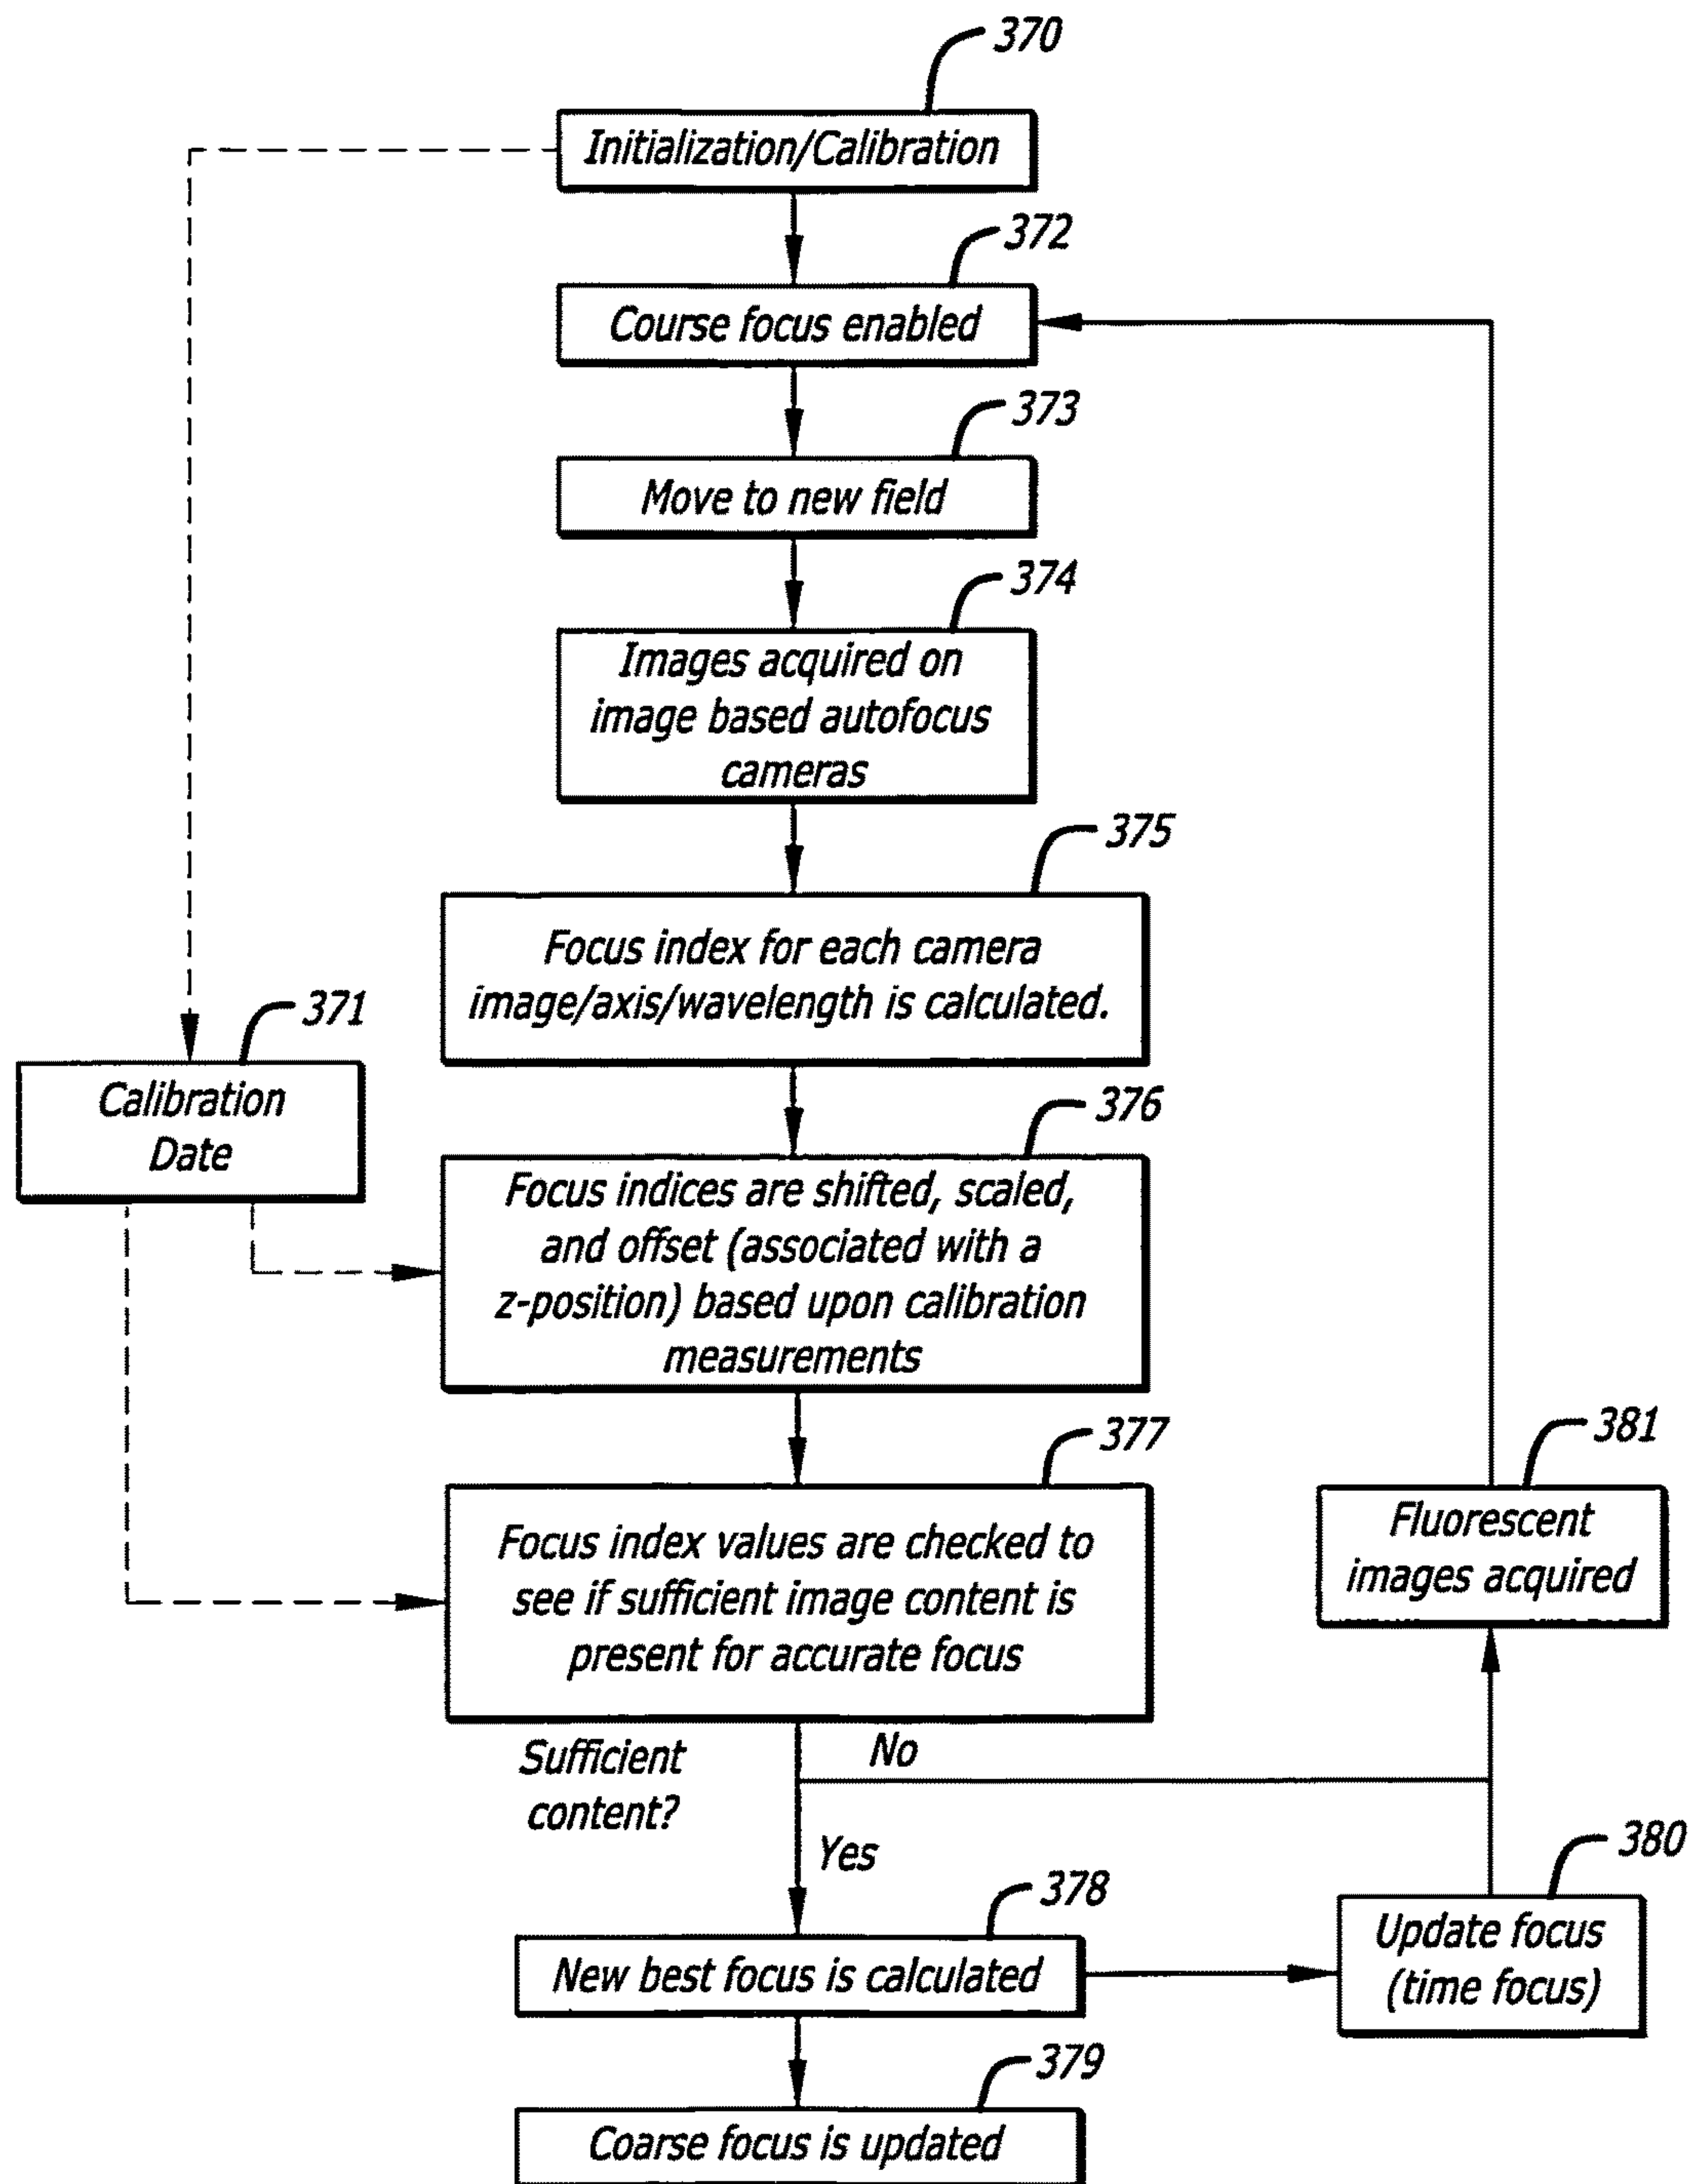 370
Initialization/Calibration
372
Course focus enabled
373
Move to new field
374
Images acquired on
image based autofocus
cameras
375
Focus index for each camera
image/axis/wavelength is calculated.
371
Calibration
Date
376
Focus indices are shifted, scaled,
and offset (associated with a
z-position) based upon calibration
measurements
377
Focus index values are checked to
see if sufficient image content is
present for accurate focus
381
Fluorescent
images acquired
Sufficient
content?
No
Yes
378
New best focus is calculated
380
Update focus
(time focus)
379
Coarse focus is updated